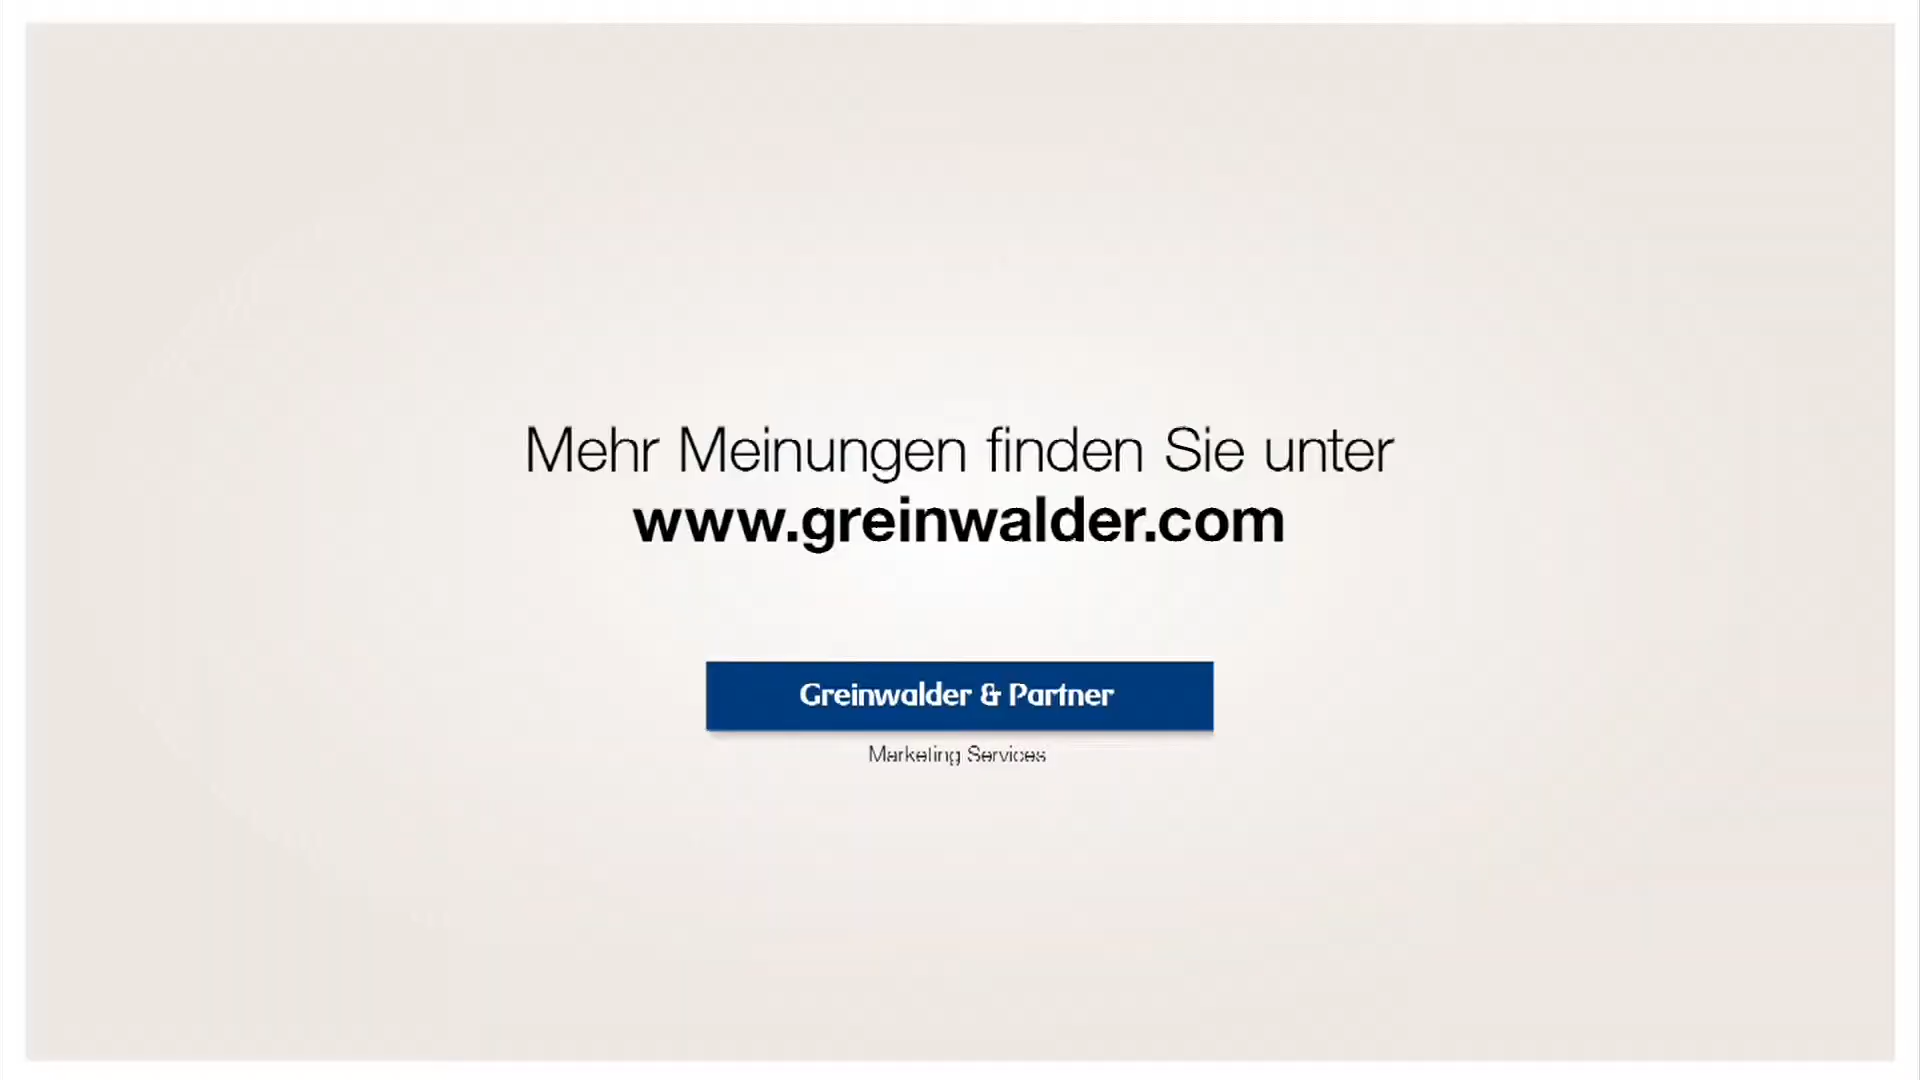 Mehr Meinungen finden Sie unter
www.greinwalder.com
Greinwalder & Partner
Marketing Services